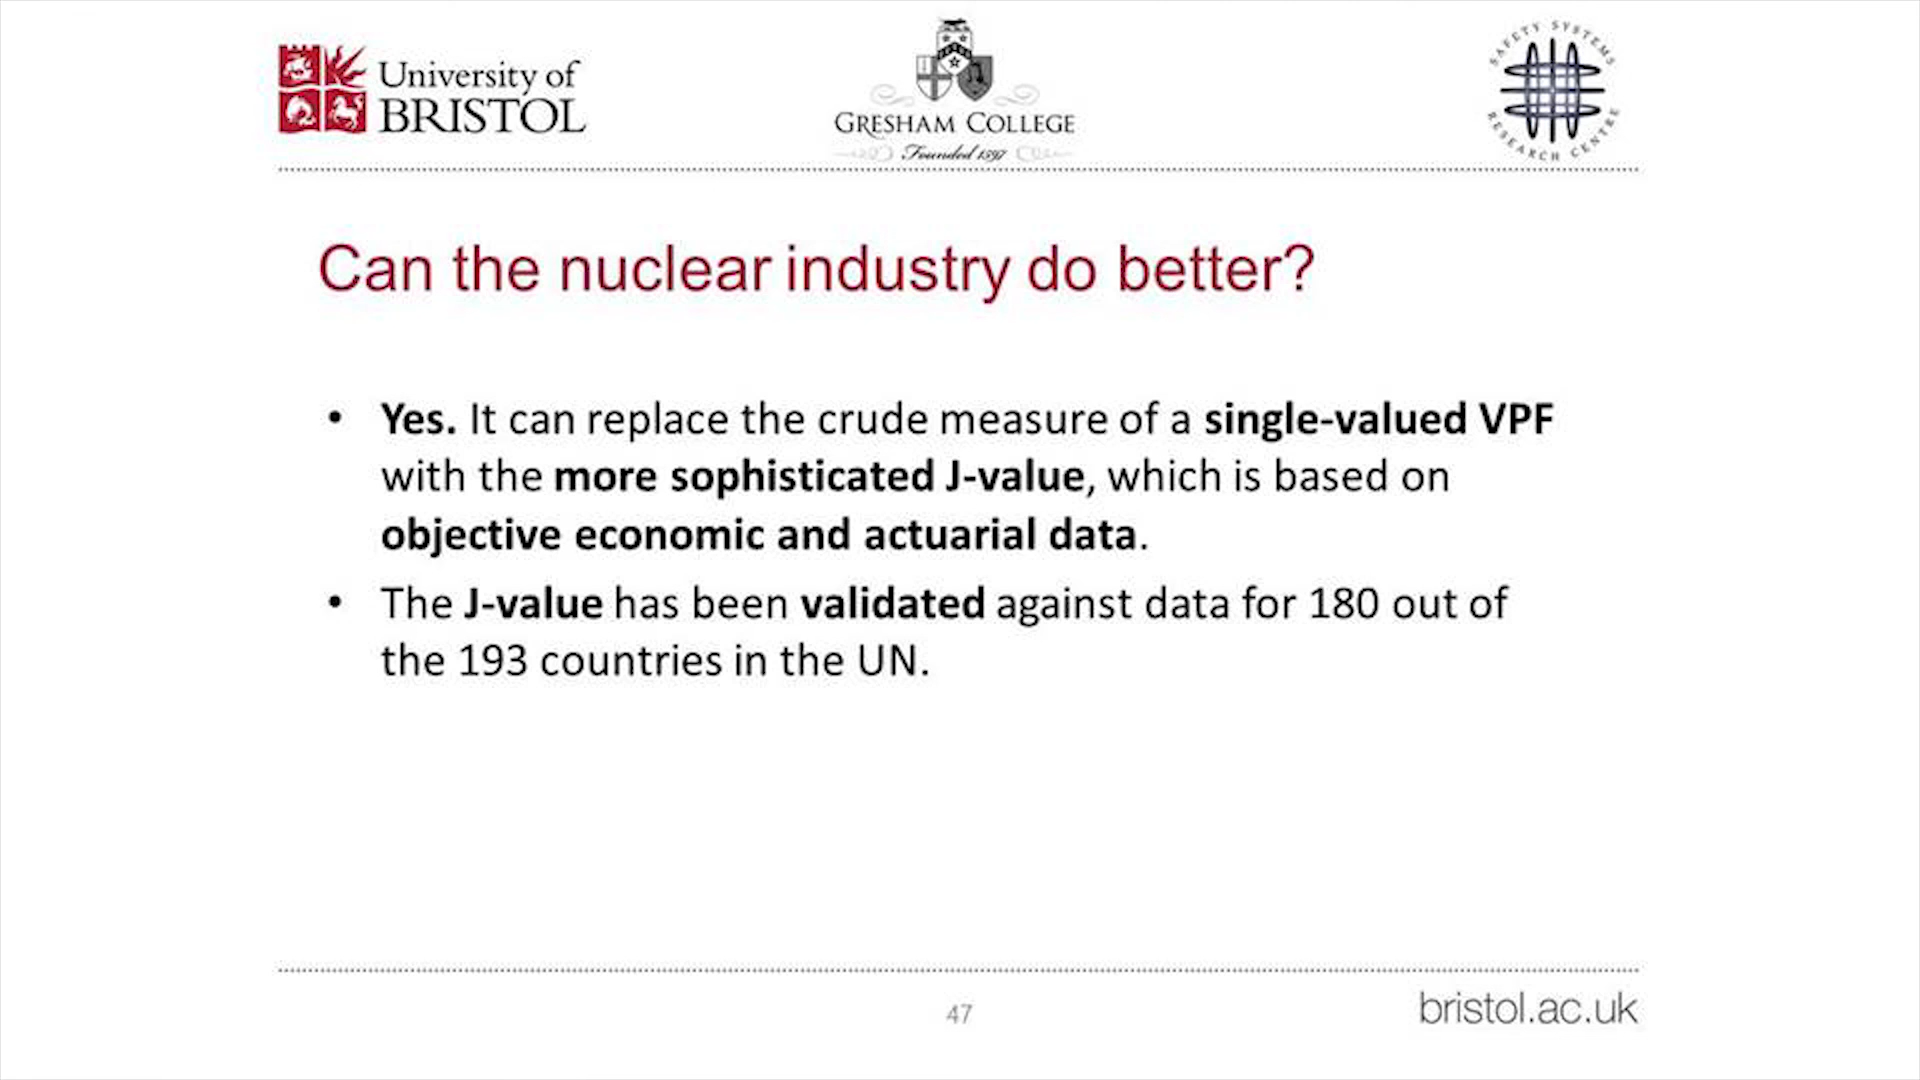 University of
BRISTOL
GRESHAM COLLEGE
Founded 1597
SAFETY SYSTEMS
RESEARCH CENTRE
Can the nuclear industry do better?
• Yes. It can replace the crude measure of a single-valued VPF
with the more sophisticated J-value, which is based on
objective economic and actuarial data.
• The J-value has been validated against data for 180 out of
the 193 countries in the UN.
47
bristol.ac.uk